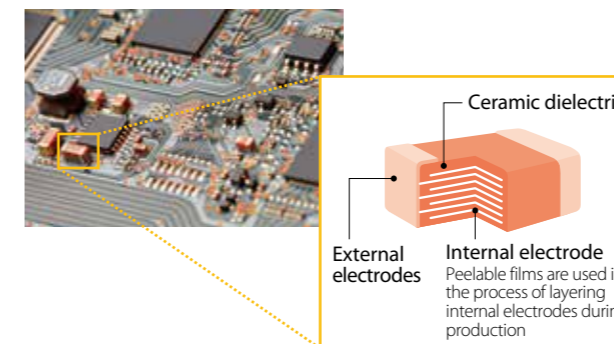 Ceramic dielectri
External
electrodes
Internal electrode
Peelable films are used i
the process of layering
internal electrodes durin
production